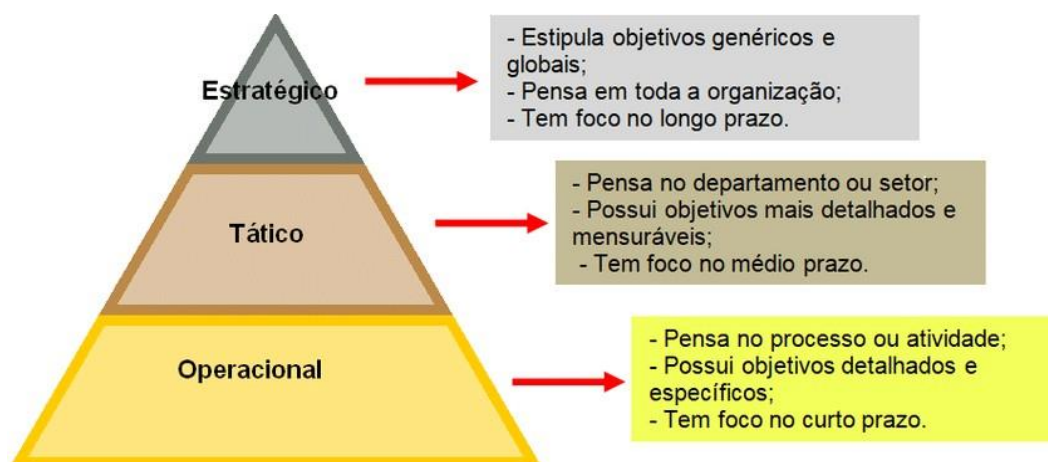 Estratégico
- Estipula objetivos genéricos e
globais;
- Pensa em toda a organização;
- Tem foco no longo prazo.
Tático
- Pensa no departamento ou setor;
- Possui objetivos mais detalhados e
mensuráveis;
- Tem foco no médio prazo.
Operacional
- Pensa no processo ou atividade;
- Possui objetivos detalhados e
específicos;
- Tem foco no curto prazo.